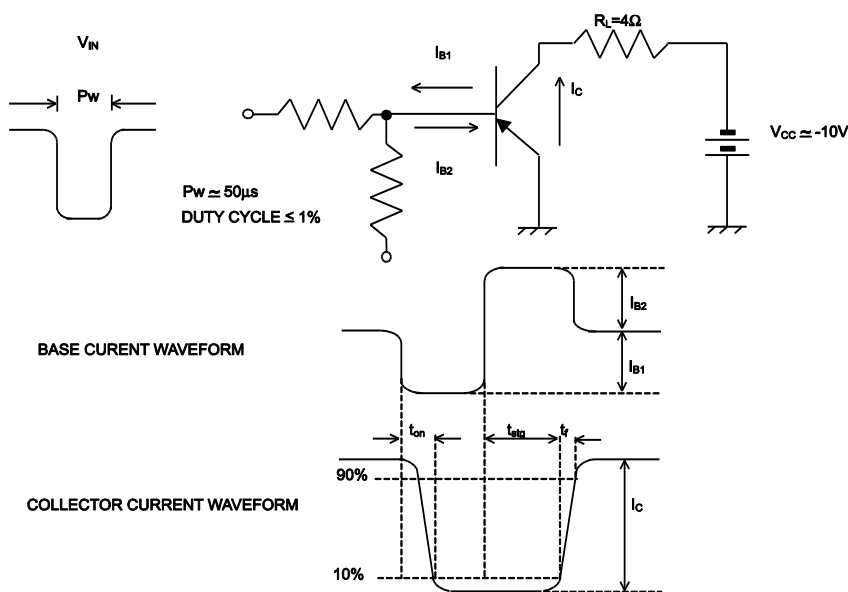 RL=4Ω
VIN
IB1
Pw
IC
VCC ≃ -10V
IB2
Pw ≃ 50μs
DUTY CYCLE ≤ 1%
IB2
BASE CURENT WAVEFORM
IB1
ton
tstg
tf
90%
COLLECTOR CURRENT WAVEFORM
IC
10%